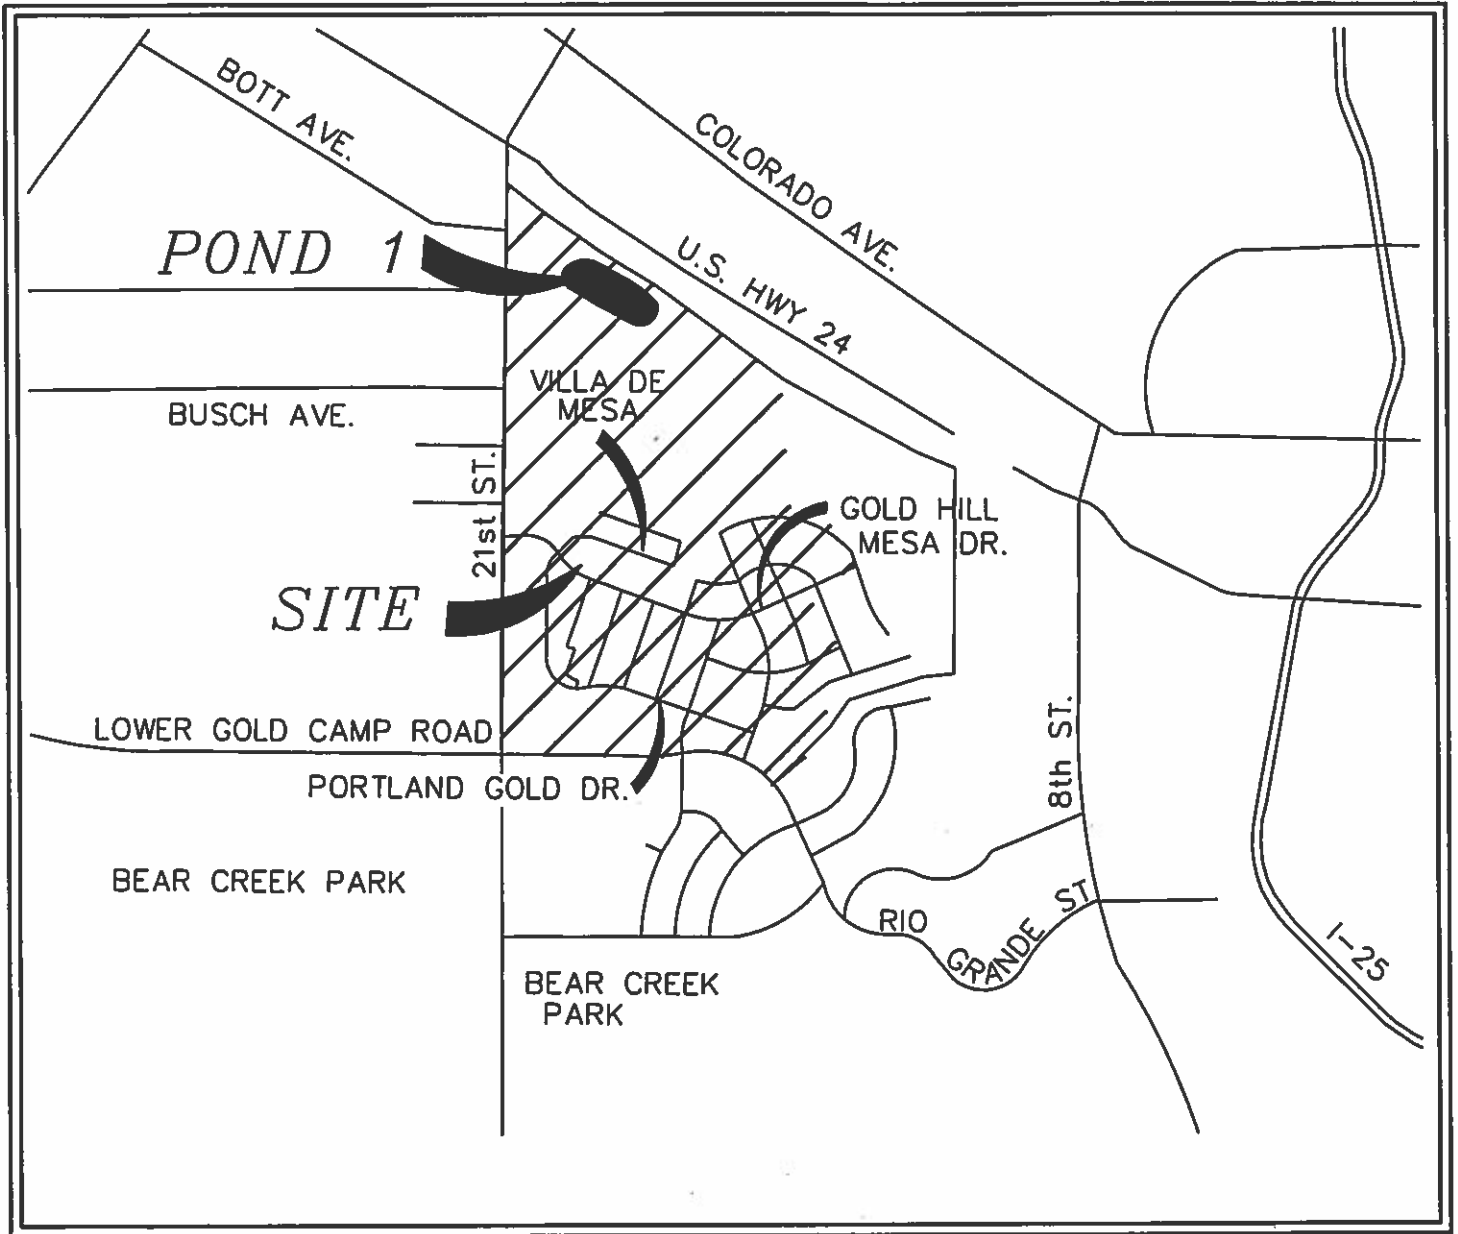 BOTT AVE.
COLORADO AVE.
POND 1
U.S. HWY 24
VILLA DE
MESA
BUSCH AVE.
21st ST.
GOLD HILL
MESA DR.
SITE
LOWER GOLD CAMP ROAD
PORTLAND GOLD DR.
8th ST.
BEAR CREEK PARK
RIO GRANDE ST
I-25
BEAR CREEK
PARK